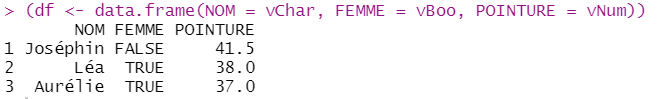 > (df <- data.frame(NOM = vChar, FEMME = vBoo, POINTURE = vNum))
NOM FEMME POINTURE
1 Joséphin FALSE 41.5
2 Léa TRUE 38.0
3 Aurélie TRUE 37.0